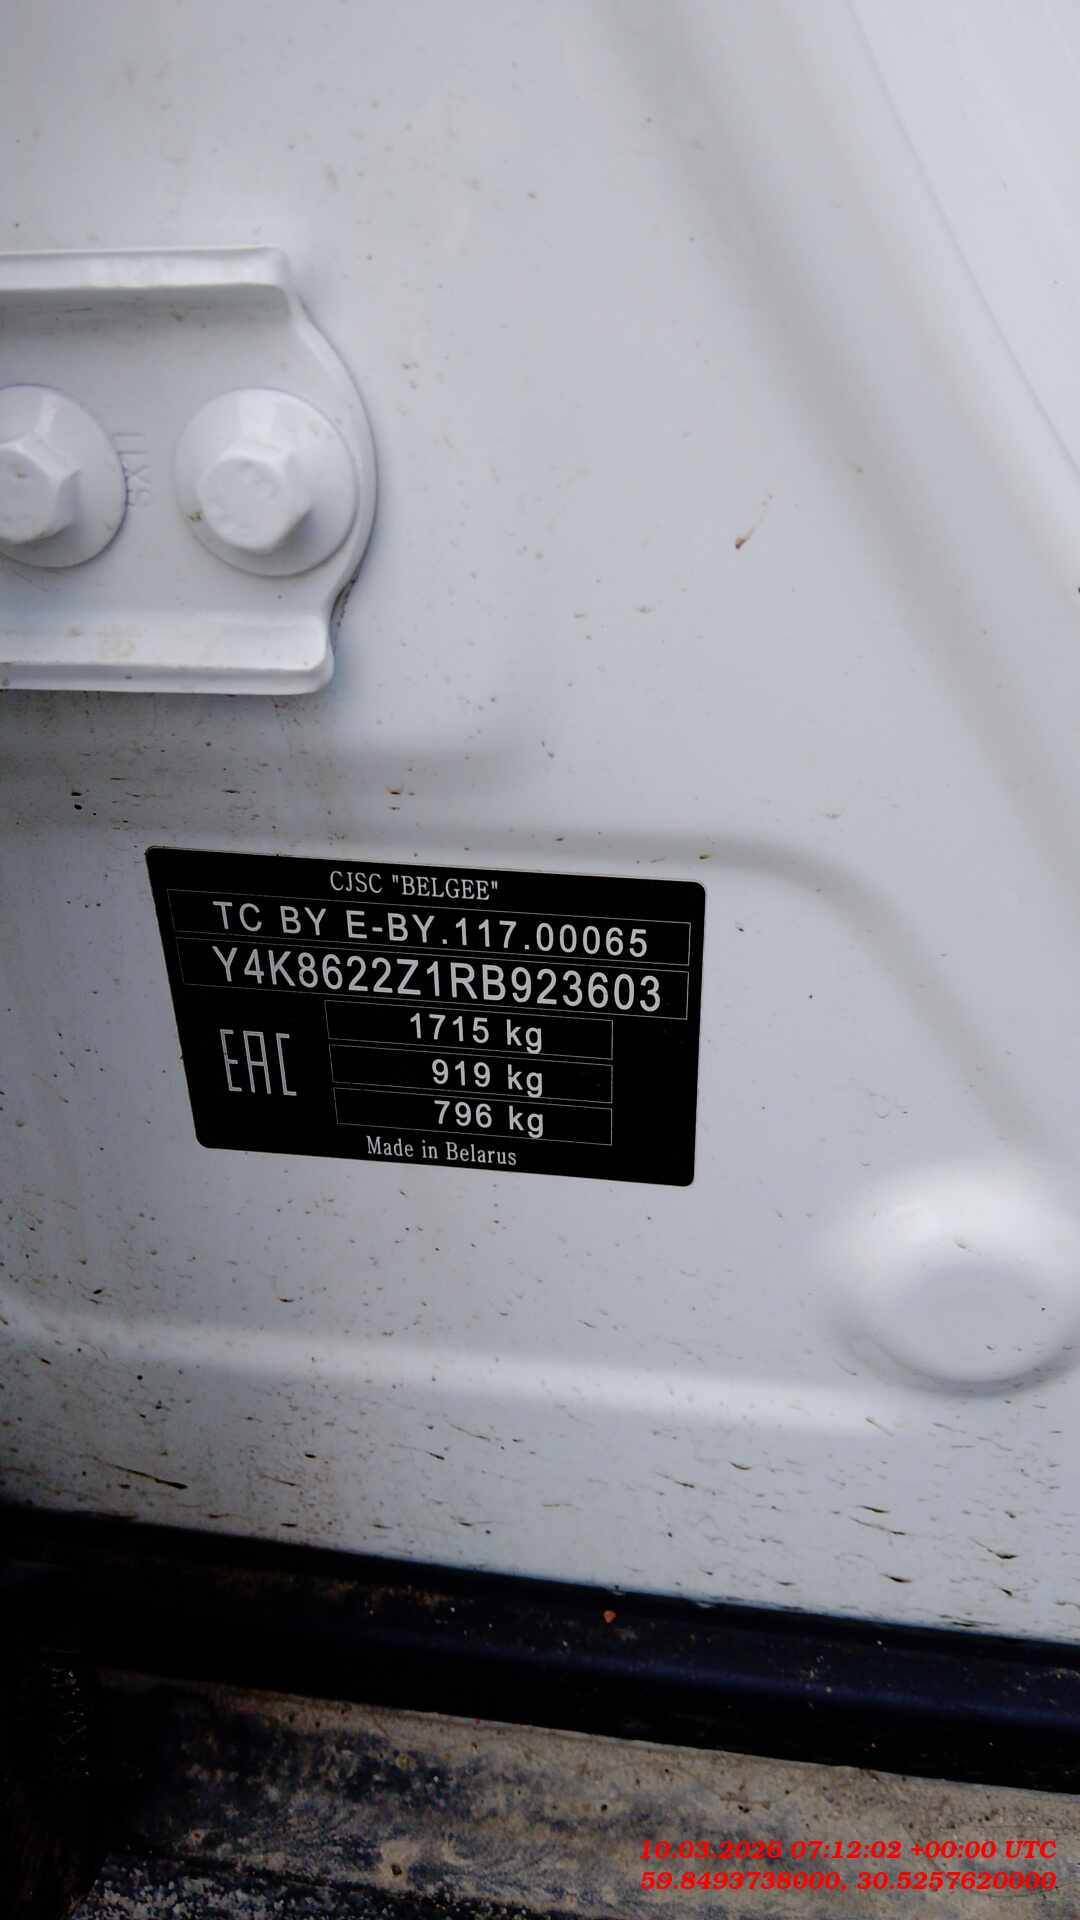 CJSC "BELGEE"
TC BY E-BY.117.00065
Y4K8622Z1RB923603
1715 kg
EAC
919 kg
796 kg
Made in Belarus
10.03.2026 07:12:02 +00:00 UTC
59.8493738000, 30.5257620000